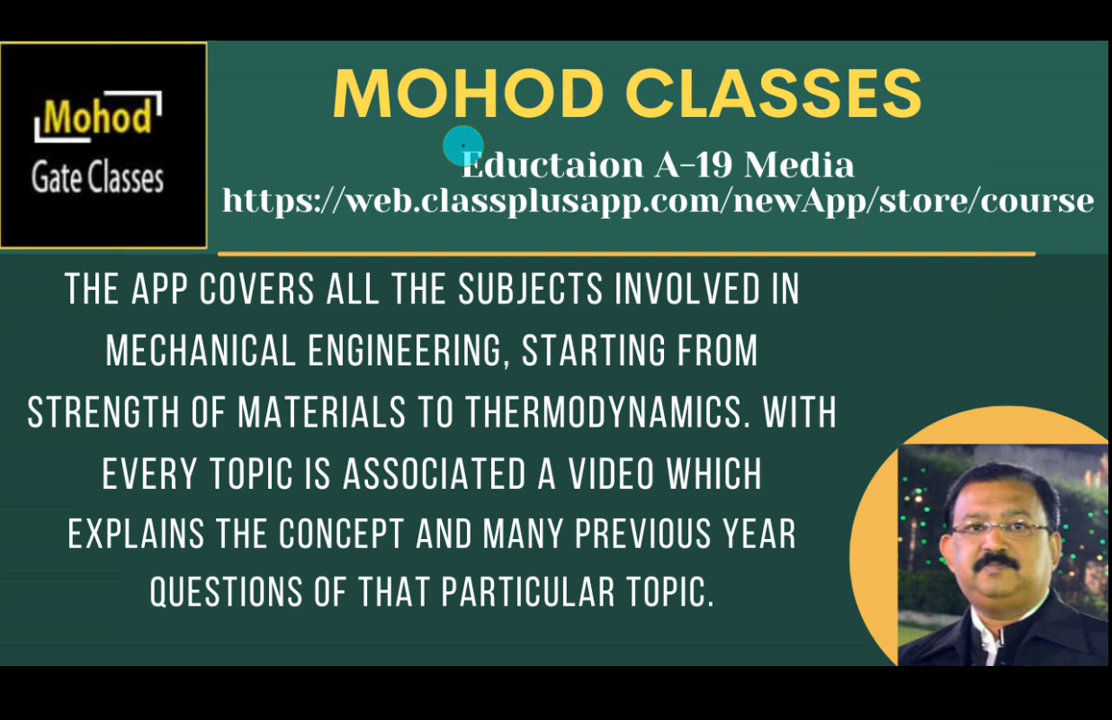 Mohod
Gate Classes
MOHOD CLASSES
Eductaion A-19 Media
https://web.classplusapp.com/newApp/store/course
THE APP COVERS ALL THE SUBJECTS INVOLVED IN
MECHANICAL ENGINEERING, STARTING FROM
STRENGTH OF MATERIALS TO THERMODYNAMICS. WITH
EVERY TOPIC IS ASSOCIATED A VIDEO WHICH
EXPLAINS THE CONCEPT AND MANY PREVIOUS YEAR
QUESTIONS OF THAT PARTICULAR TOPIC.